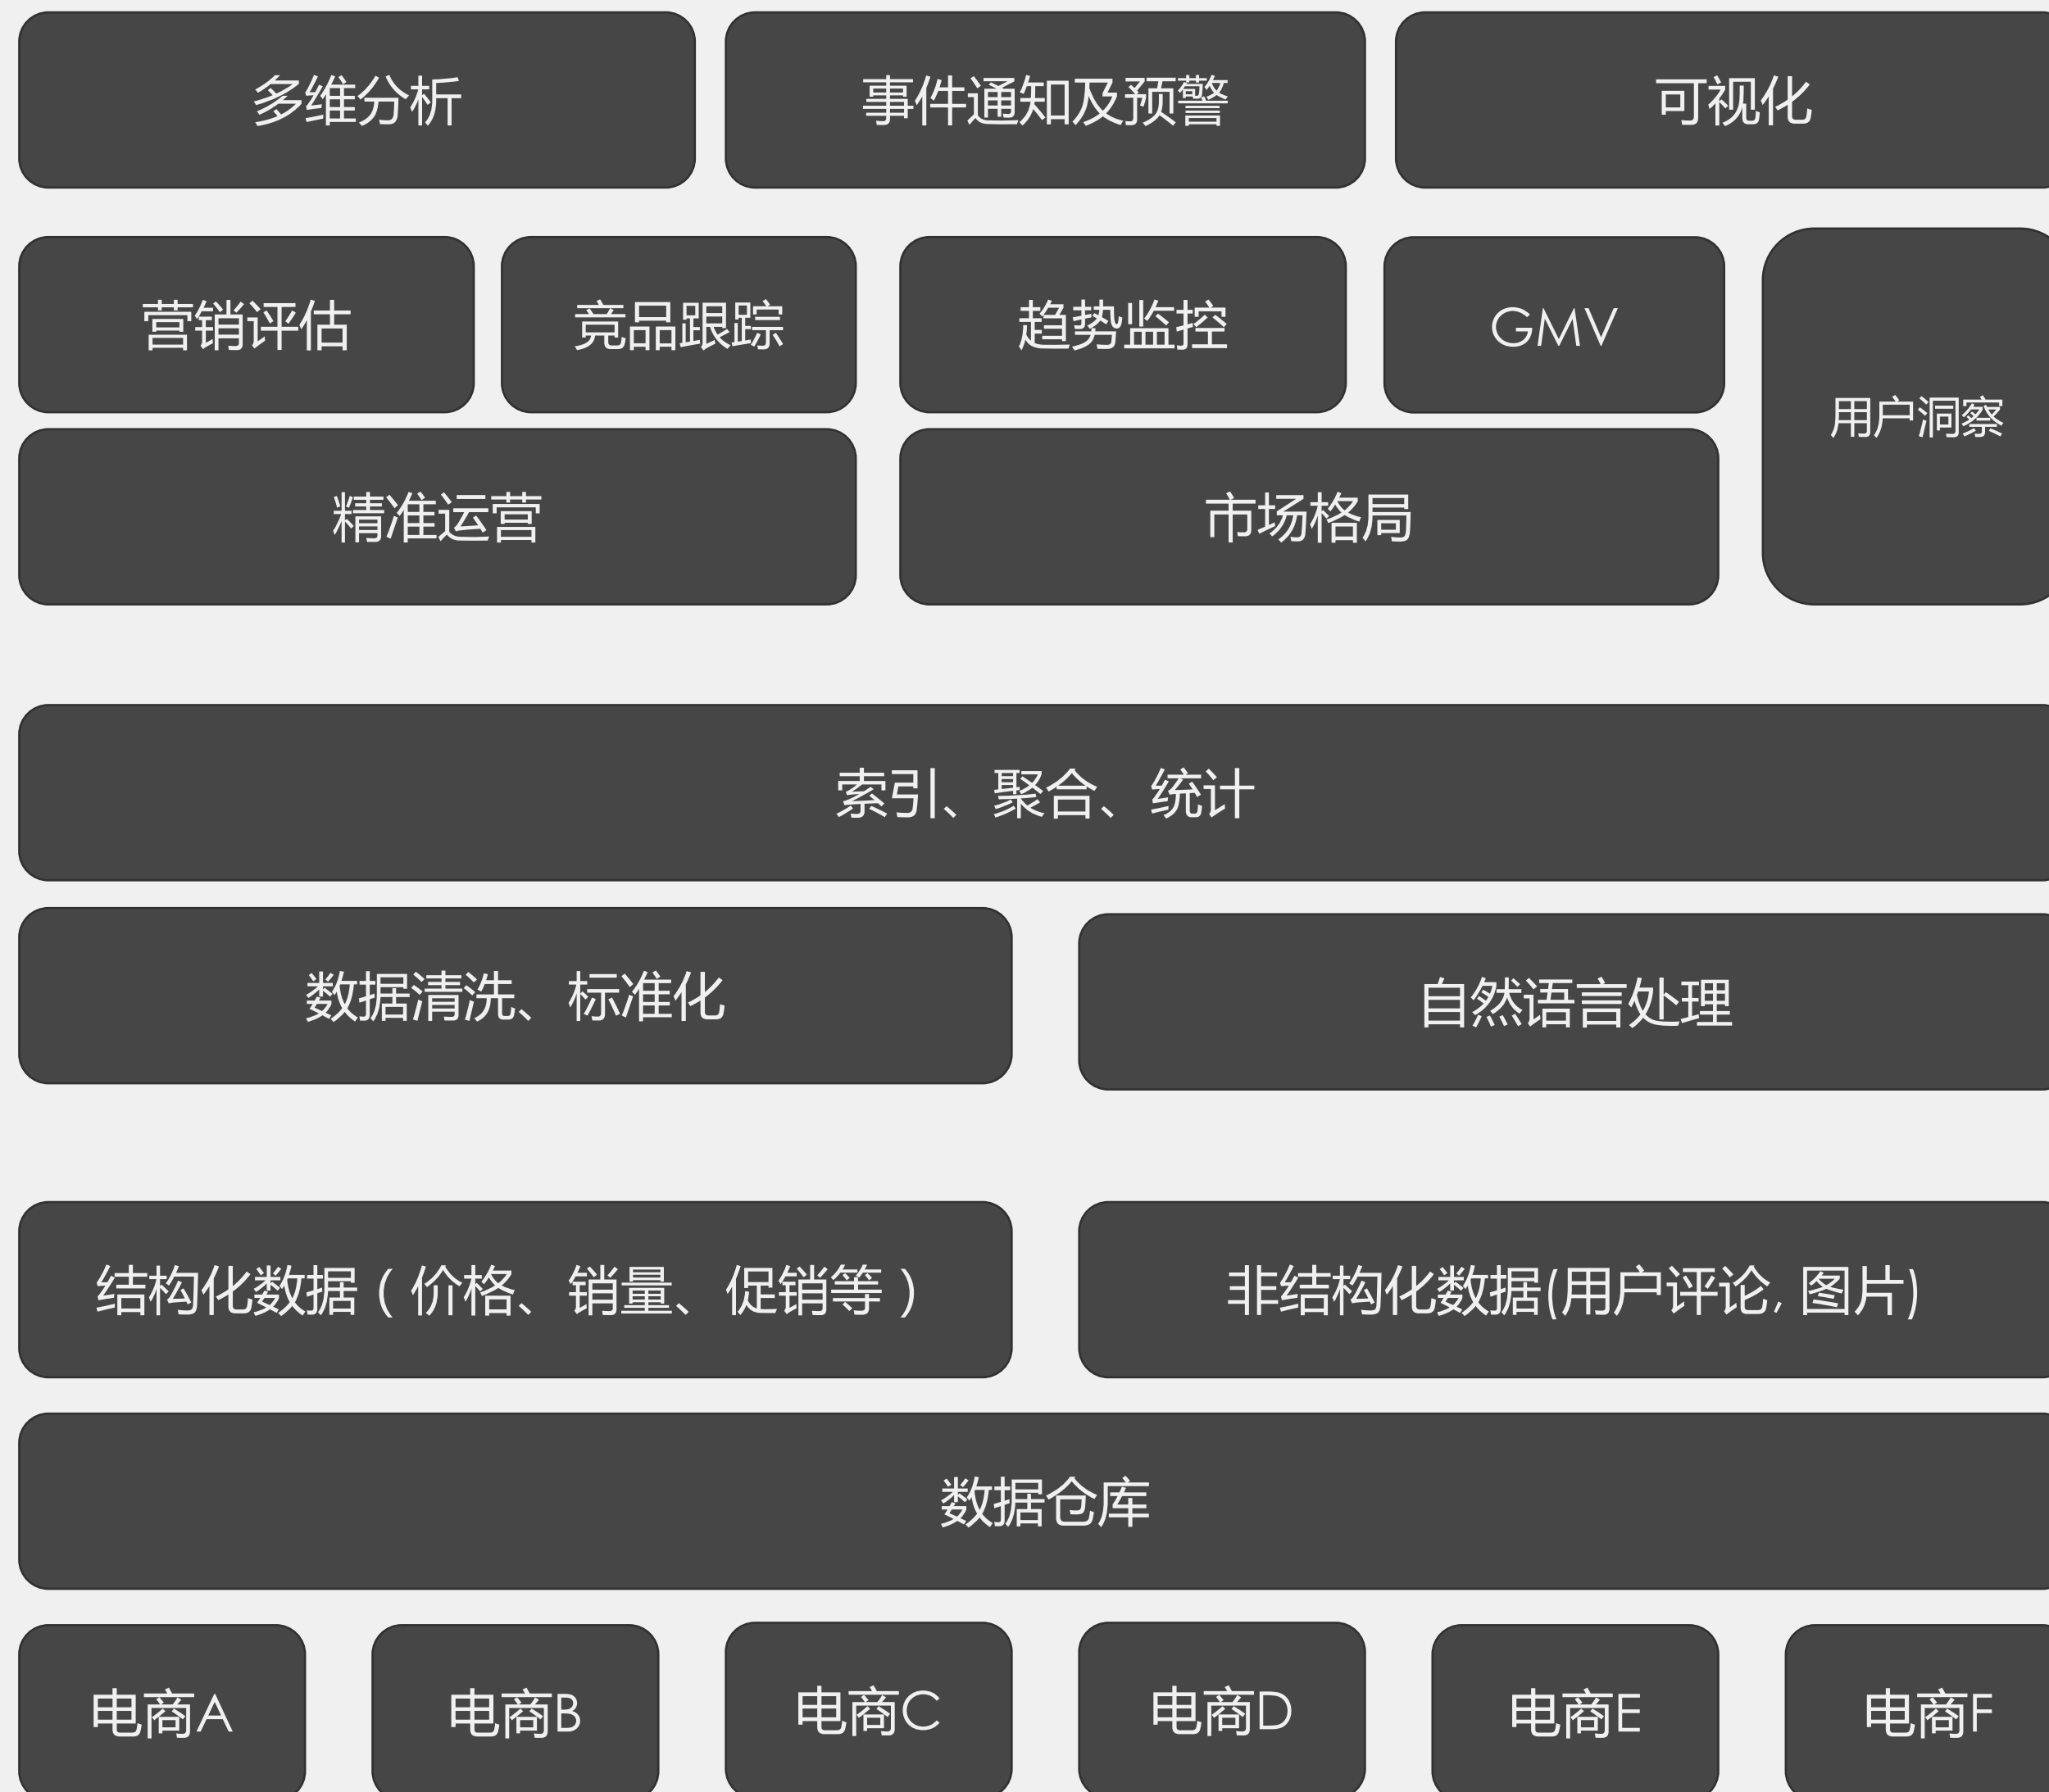 多维分析
事件通知及预警
可视化
营销评估
竞品跟踪
趋势监控
GMV
用户洞察
精准运营
市场格局
索引、聚合、统计
数据清洗、标准化
自然语言处理
结构化数据（价格、销量、促销等）
非结构化数据(用户评论, 图片)
数据仓库
电商A
电商B
电商C
电商D
电商E
电商F